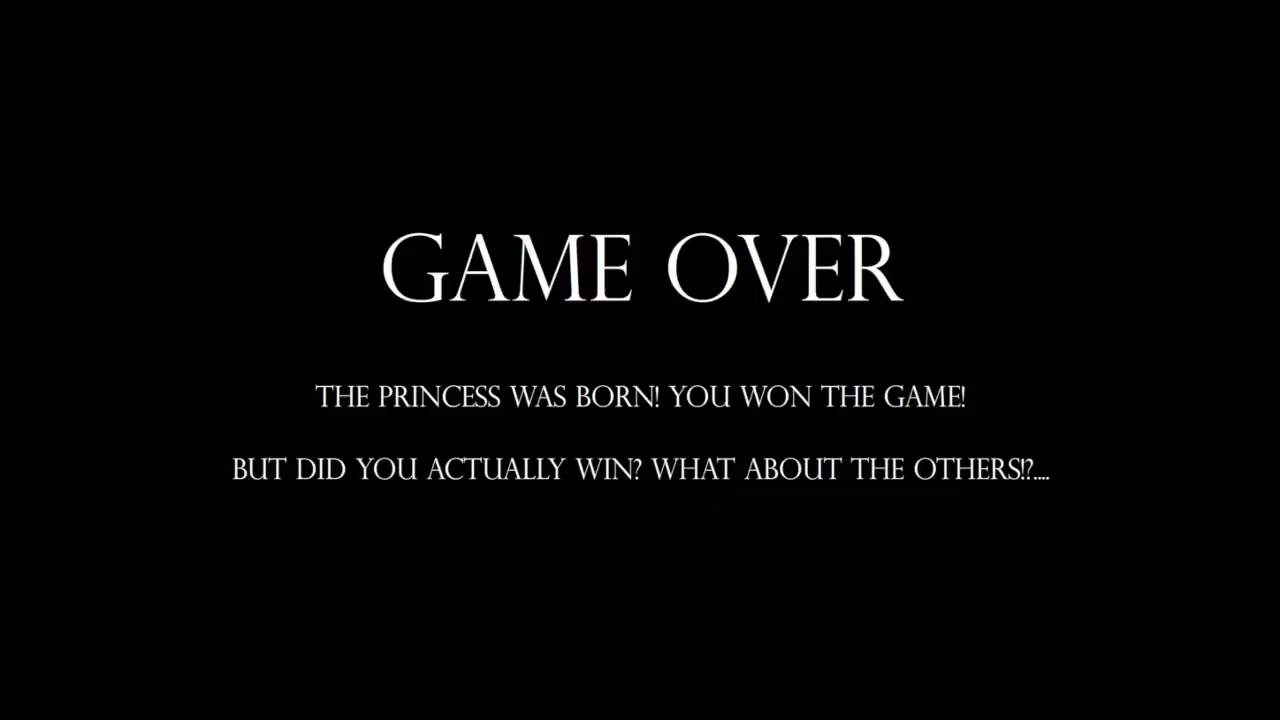 GAME OVER
THE PRINCESS WAS BORN! YOU WON THE GAME!
BUT DID YOU ACTUALLY WIN? WHAT ABOUT THE OTHERS!?....